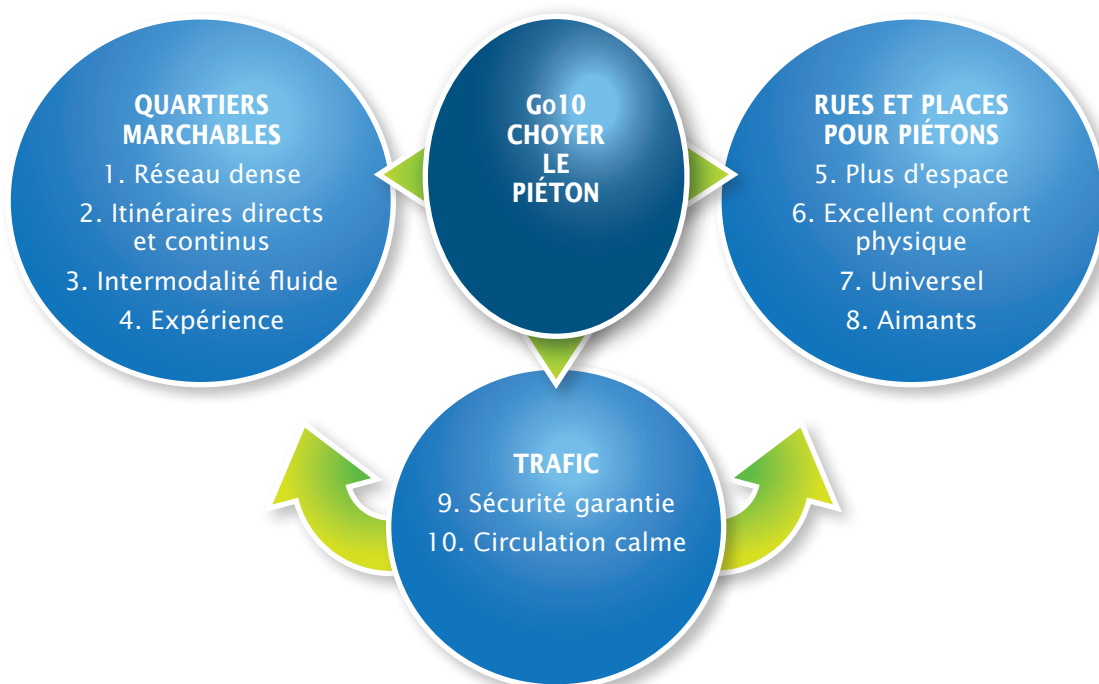 QUARTIERS
MARCHABLES
1. Réseau dense
2. Itinéraires directs
et continus
3. Intermodalité fluide
4. Expérience
Go10
CHOYER
LE
PIÉTON
RUES ET PLACES
POUR PIÉTONS
5. Plus d'espace
6. Excellent confort
physique
7. Universel
8. Aimants
TRAFIC
9. Sécurité garantie
10. Circulation calme